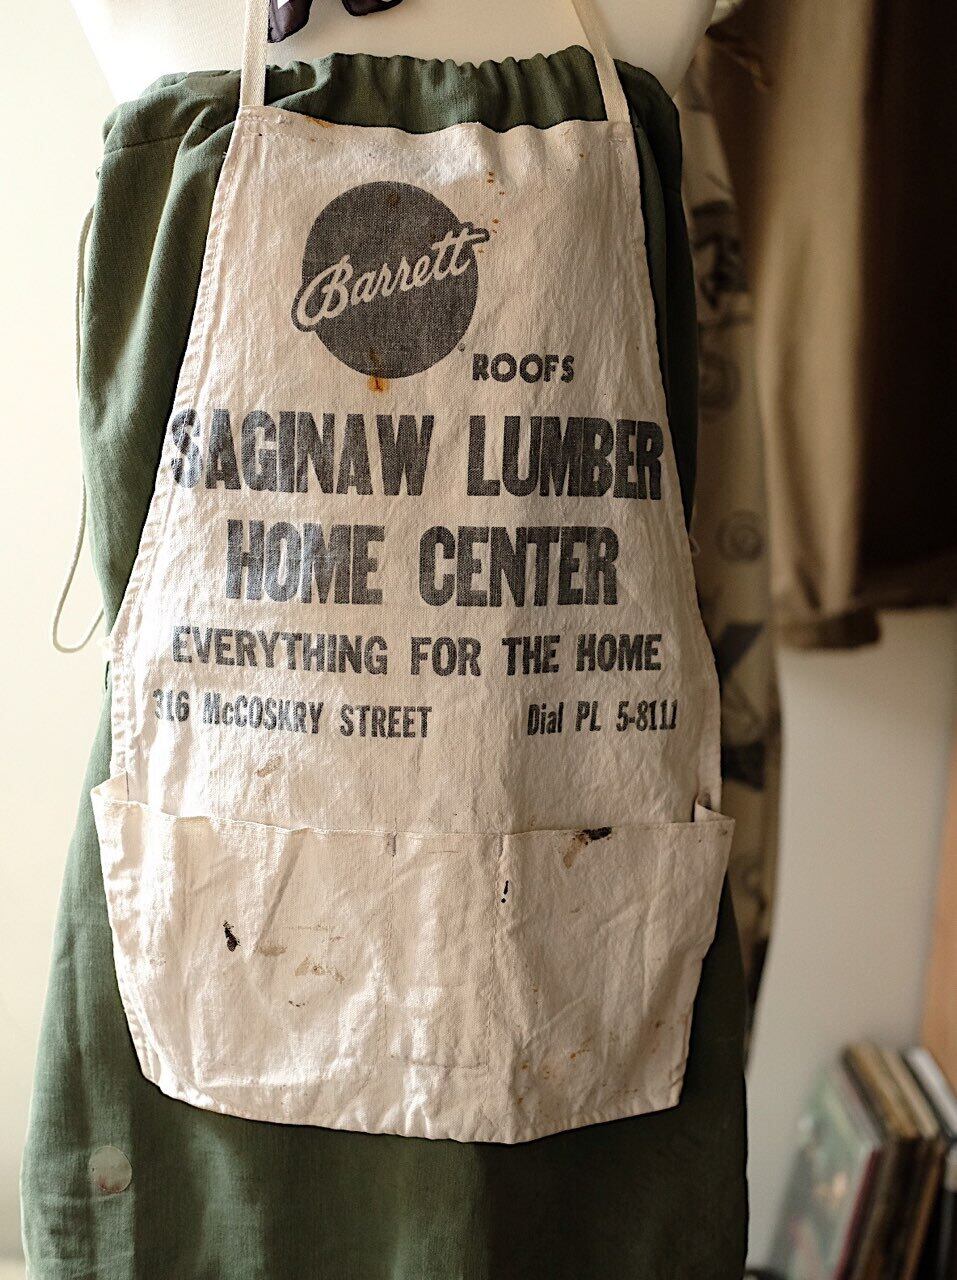 Barrett
ROOFS
SAGINAW LUMBER
HOME CENTER
EVERYTHING FOR THE HOME
316 McCOSKRY STREET Dial PL 5-8111